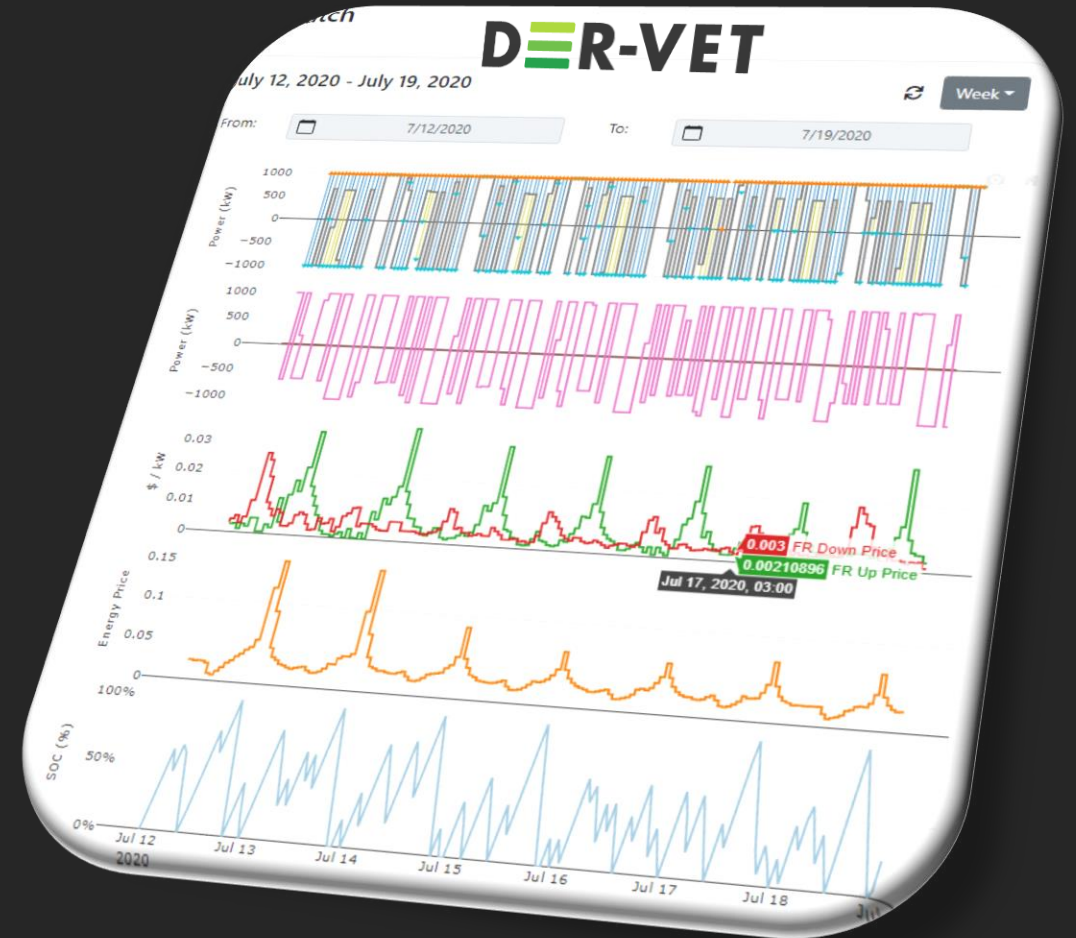 DER-VET
July 12, 2020 - July 19, 2020
Week
From:
7/12/2020
To:
7/19/2020
Power (kW)
1000
500
0
−500
−1000
Power (kW)
1000
500
0
−500
−1000
$ / kW
0.03
0.02
0.01
0
0.003 FR Down Price
0.00210896 FR Up Price
Jul 17, 2020, 03:00
Energy Price
0.15
0.1
0.05
0
SOC (%)
100%
50%
0%
Jul 12 Jul 13 Jul 14 Jul 15 Jul 16 Jul 17 Jul 18
2020